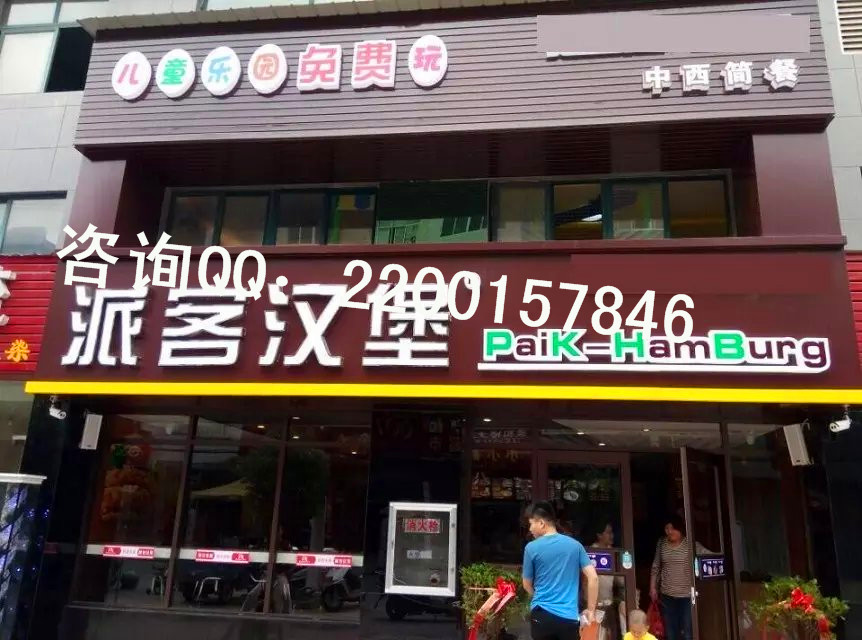 儿童乐园免费玩
中西简餐
咨询QQ：2200157846
派客汉堡
PaiK-HamBurg
消火栓